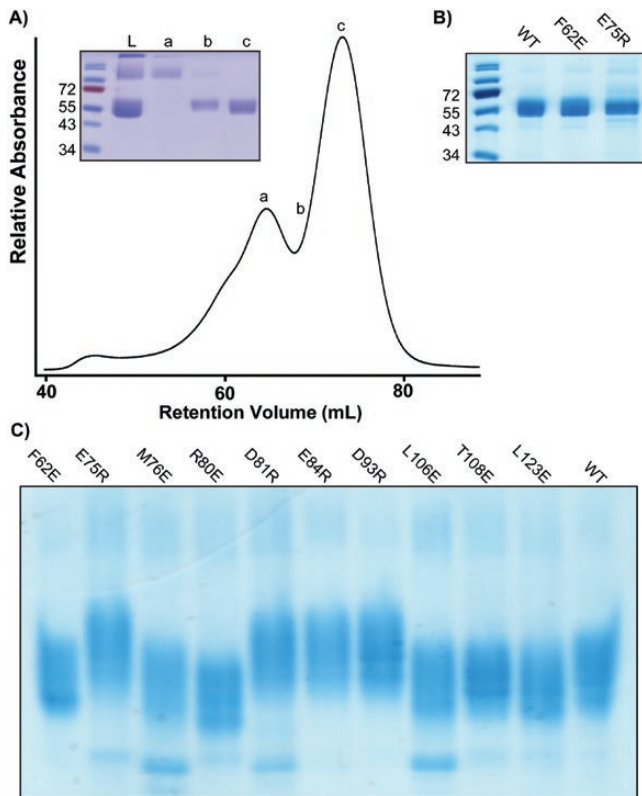 A)
L a b c
72
55
43
34
a
b
c
Relative Absorbance
40 60 80
Retention Volume (mL)
B)
WT F62E E75R
72
55
43
34
C)
F62E E75R M76E R80E D81R E84R D93R L106E T108E L123E WT